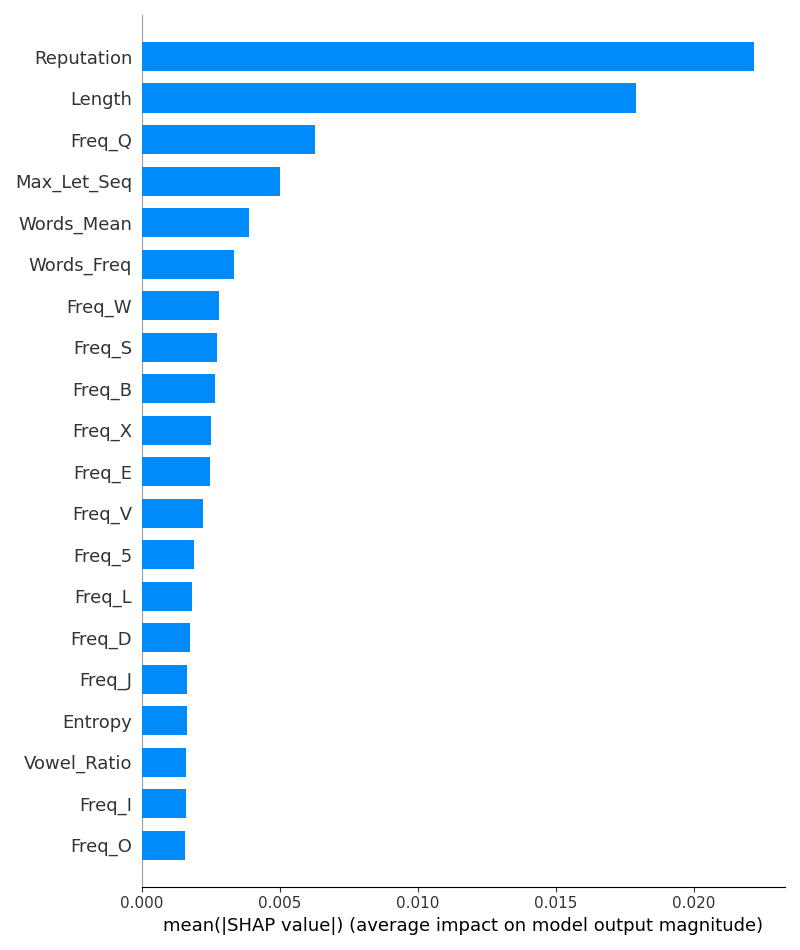 Reputation
Length
Freq_Q
Max_Let_Seq
Words_Mean
Words_Freq
Freq_W
Freq_S
Freq_B
Freq_X
Freq_E
Freq_V
Freq_5
Freq_L
Freq_D
Freq_J
Entropy
Vowel_Ratio
Freq_I
Freq_O
0.000 0.005 0.010 0.015 0.020
mean(|SHAP value|) (average impact on model output magnitude)